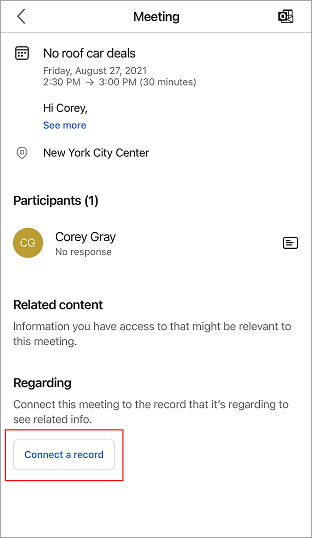 Meeting
No roof car deals
Friday, August 27, 2021
2:30 PM → 3:00 PM (30 minutes)
Hi Corey,
See more
New York City Center
Participants (1)
CG
Corey Gray
No response
Related content
Information you have access to that might be relevant to
this meeting.
Regarding
Connect this meeting to the record that it's regarding to
see related info.
Connect a record